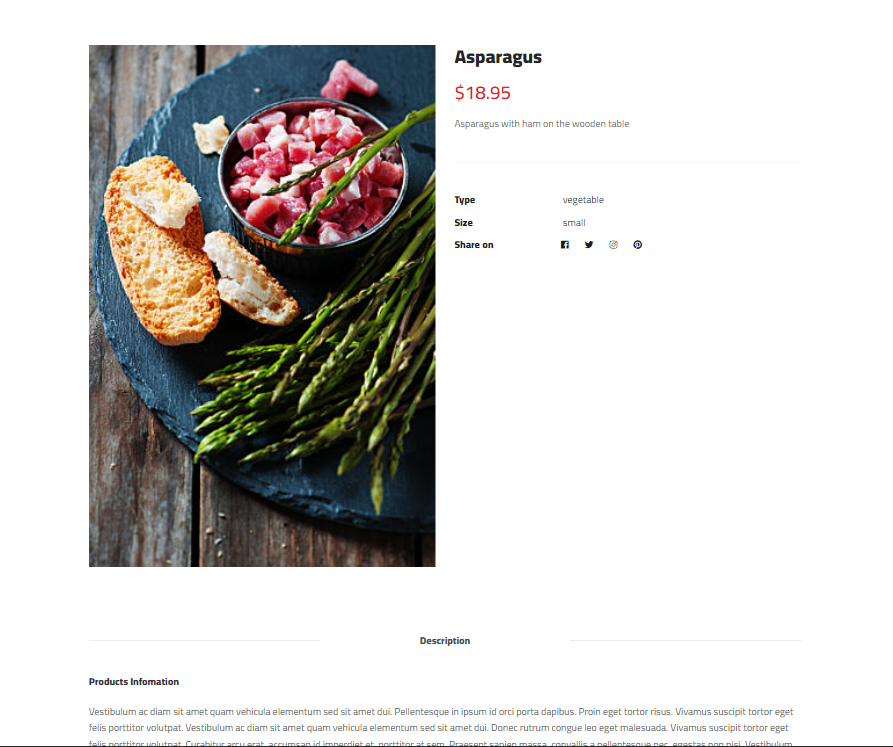 Asparagus
$18.95
Asparagus with ham on the wooden table
Type vegetable
Size small
Share on
Description
Products Infomation
Vestibulum ac diam sit amet quam vehicula elementum sed sit amet dui. Pellentesque in ipsum id orci porta dapibus. Proin eget tortor risus. Vivamus suscipit tortor eget
felis porttitor volutpat. Vestibulum ac diam sit amet quam vehicula elementum sed sit amet dui. Donec rutrum congue leo eget malesuada. Vivamus suscipit tortor eget
felis porttitor volutpat. Curabitur arcu erat, accumsan id imperdiet et, porttitor at sem. Praesent sapien massa, convallis a pellentesque nec, egestas non nisi. Vestibulum